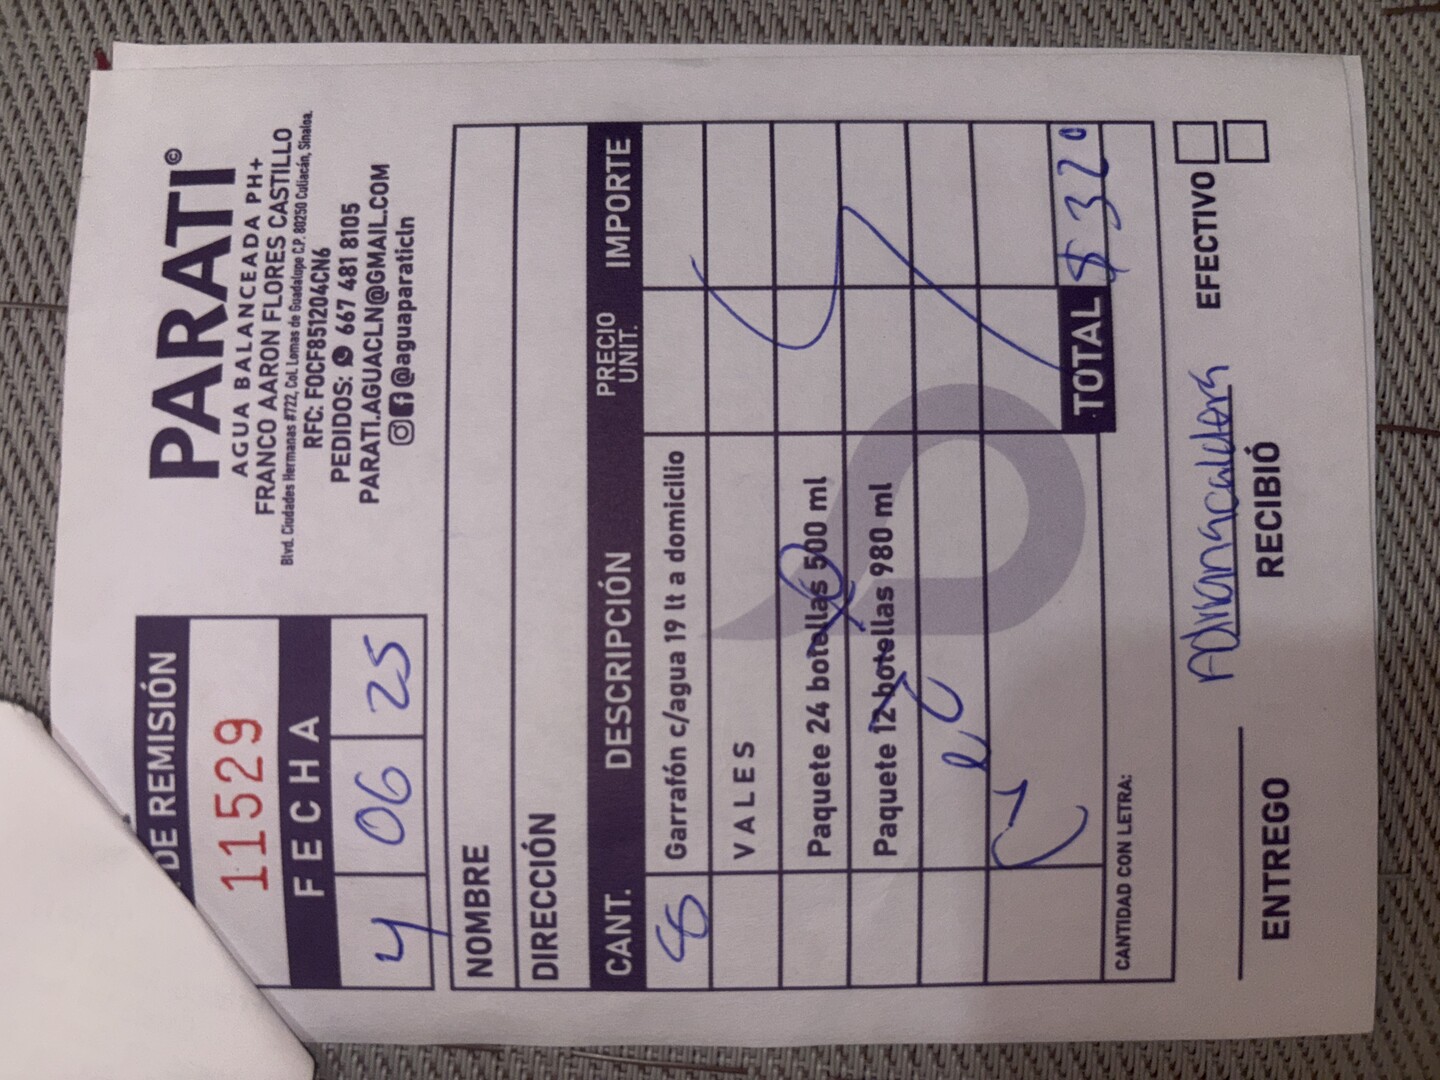 PARATI©
AGUA BALANCEADA PH+
FRANCO AARON FLORES CASTILLO
Blvd. Ciudades Hermanas #722, Col. Lomas de Guadalupe C.P. 80250 Culiacán, Sinaloa.
RFC: FOCF851204CN6
PEDIDOS: 667 481 8105
PARATI.AGUACLN@GMAIL.COM
@aguaparaticln
DE REMISIÓN
11529
FECHA
4 06 25
NOMBRE
DIRECCIÓN
CANT. DESCRIPCIÓN PRECIO UNIT. IMPORTE
8 Garrafón c/agua 19 lt a domicilio
VALES
Paquete 24 botellas 500 ml
Paquete 12 botellas 980 ml
TOTAL $320
CANTIDAD CON LETRA:
EFECTIVO
ENTREGO
RECIBIÓ